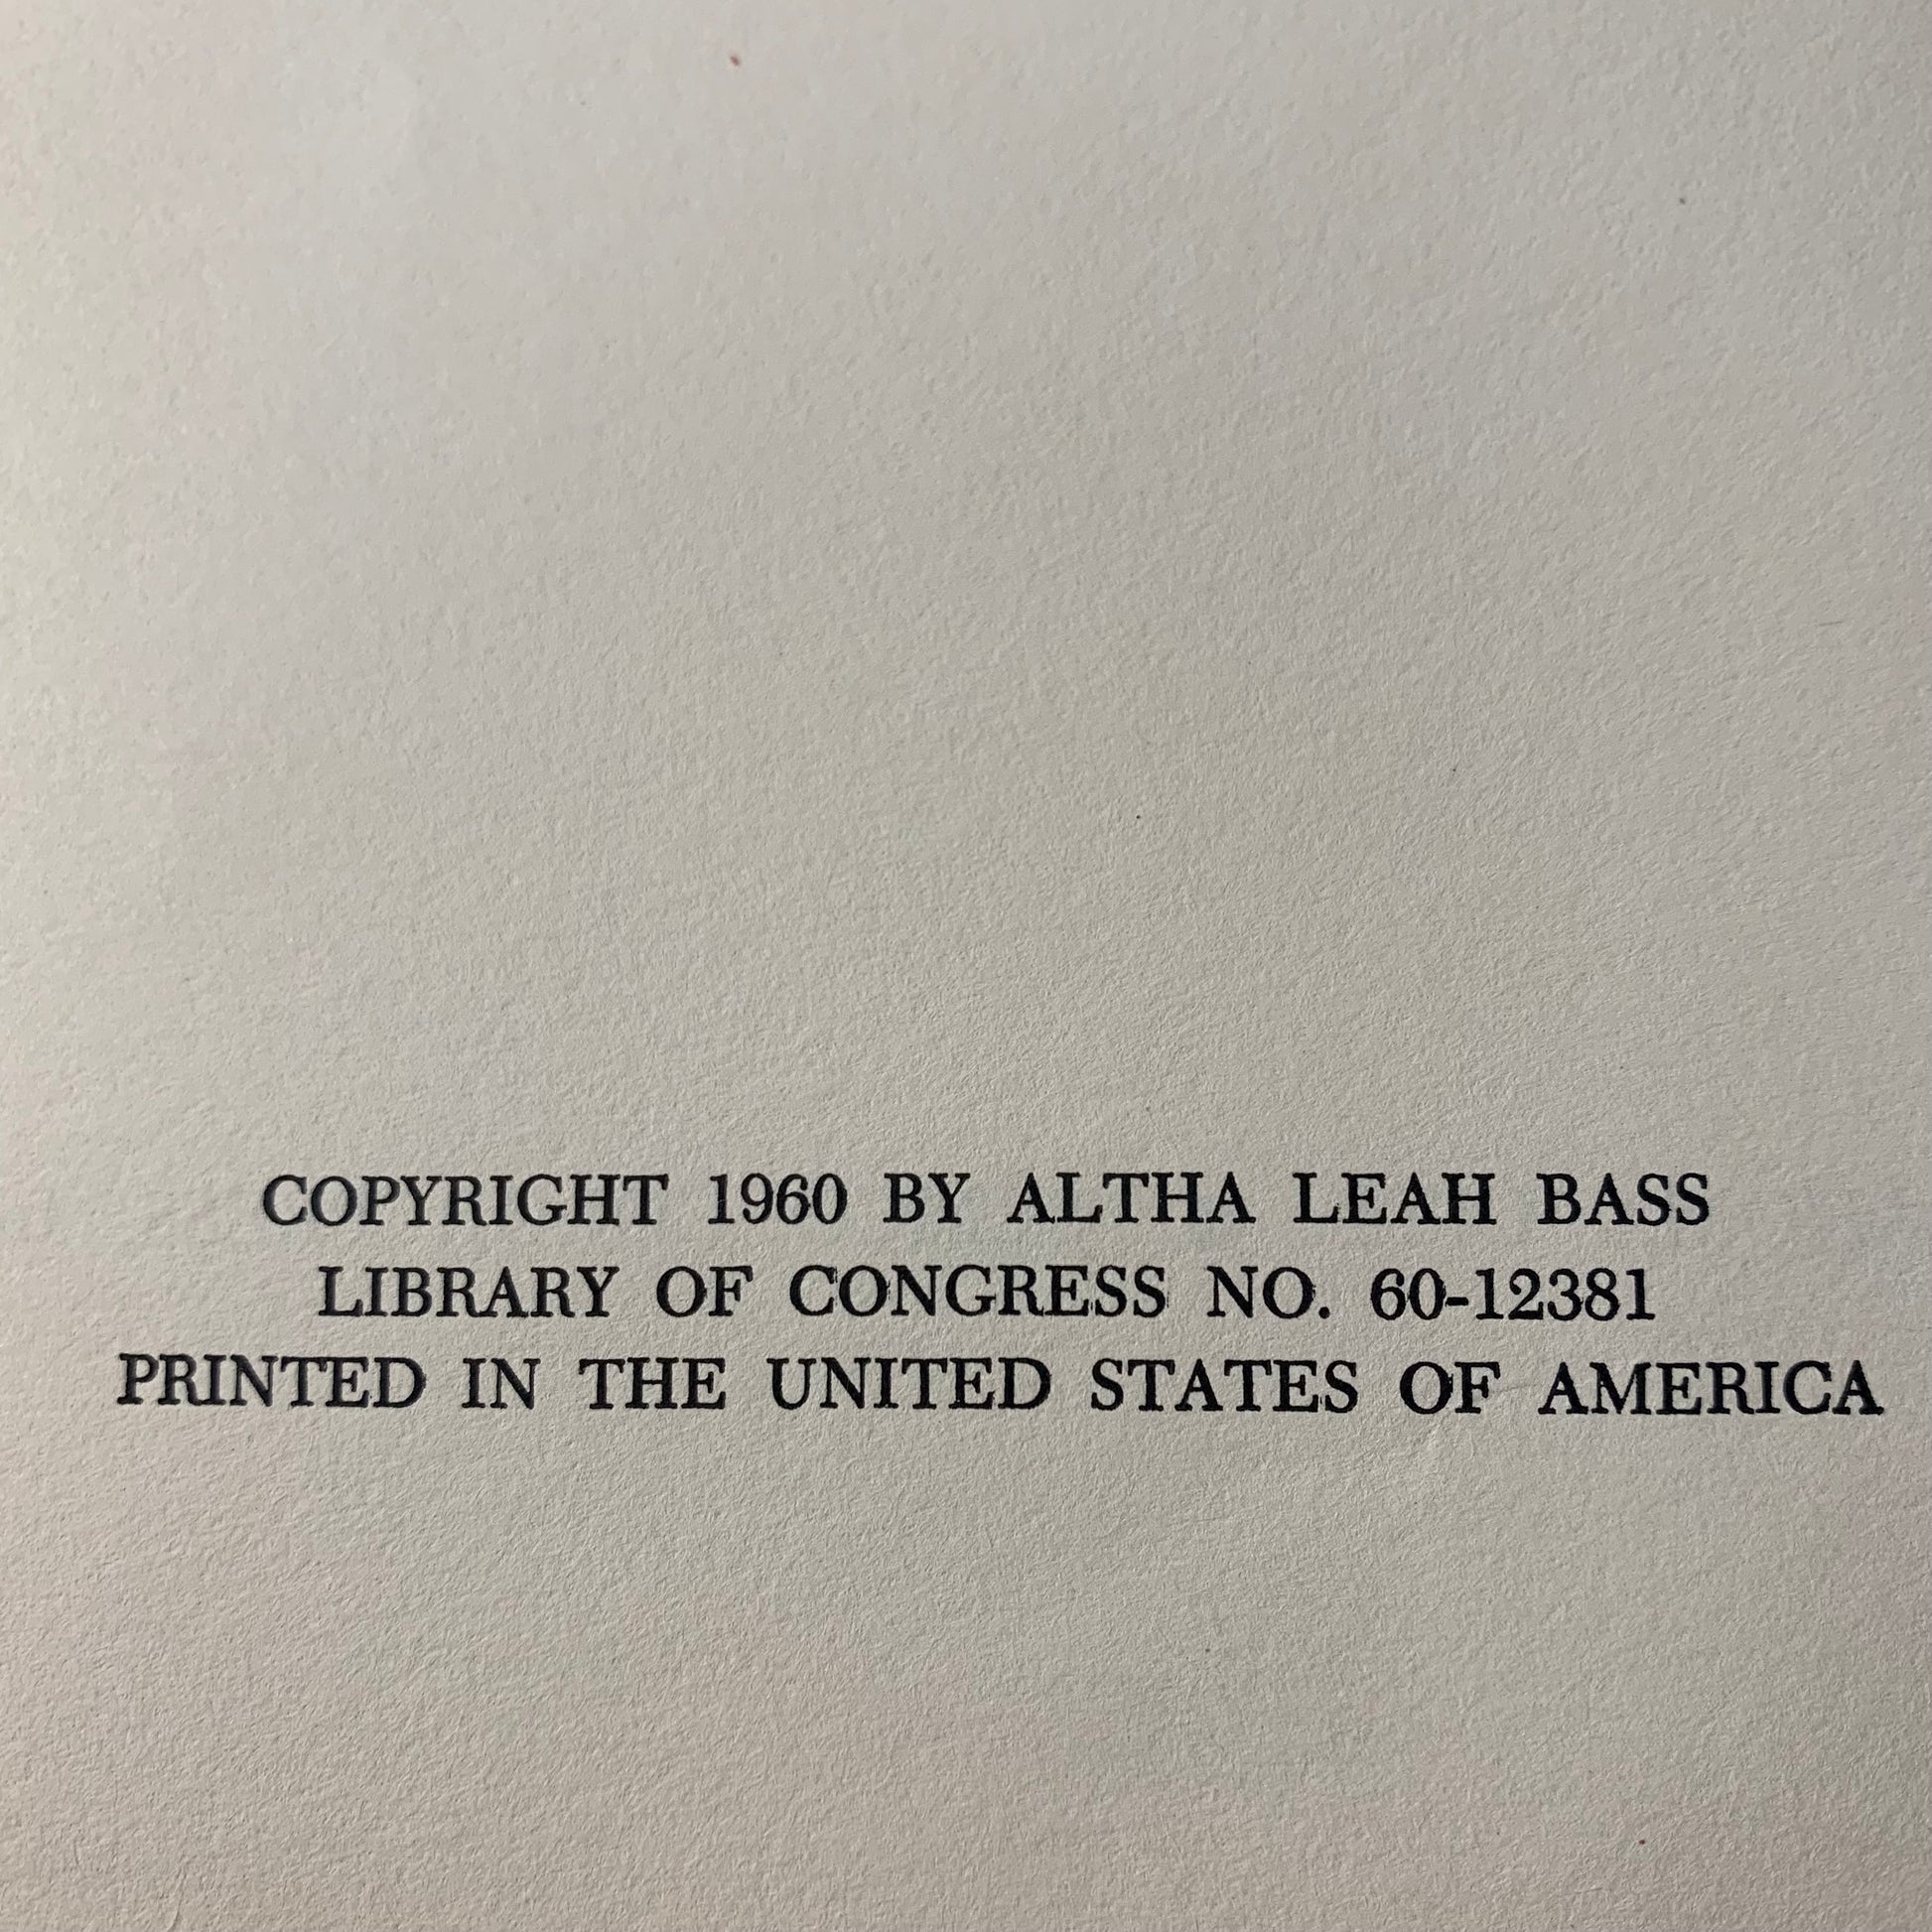 COPYRIGHT 1960 BY ALTHA LEAH BASS
LIBRARY OF CONGRESS NO. 60-12381
PRINTED IN THE UNITED STATES OF AMERICA